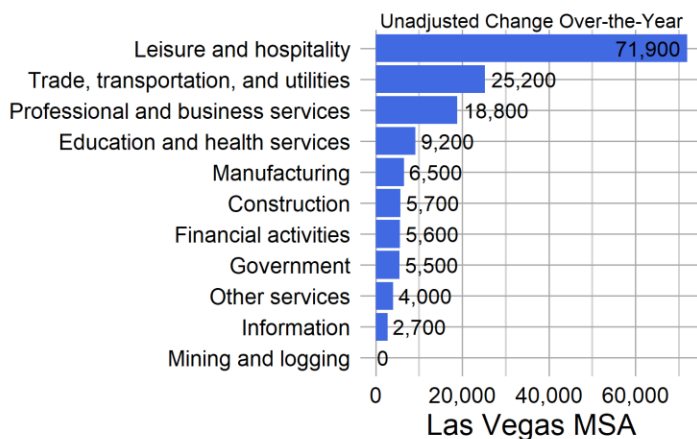 Unadjusted Change Over-the-Year
Leisure and hospitality 71,900
Trade, transportation, and utilities 25,200
Professional and business services 18,800
Education and health services 9,200
Manufacturing 6,500
Construction 5,700
Financial activities 5,600
Government 5,500
Other services 4,000
Information 2,700
Mining and logging 0
0 20,000 40,000 60,000
Las Vegas MSA